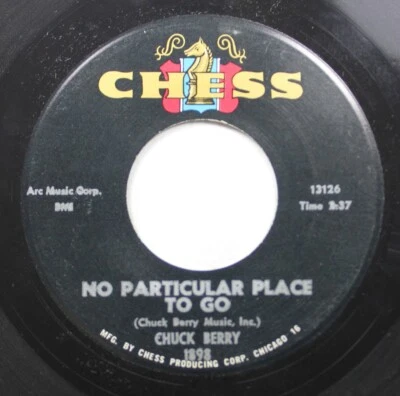 CHESS
Arc Music Corp.
BMI
13126
Time 2:37
NO PARTICULAR PLACE
TO GO
(Chuck Berry Music, Inc.)
CHUCK BERRY
1898
MFG. BY CHESS PRODUCING CORP. CHICAGO 16